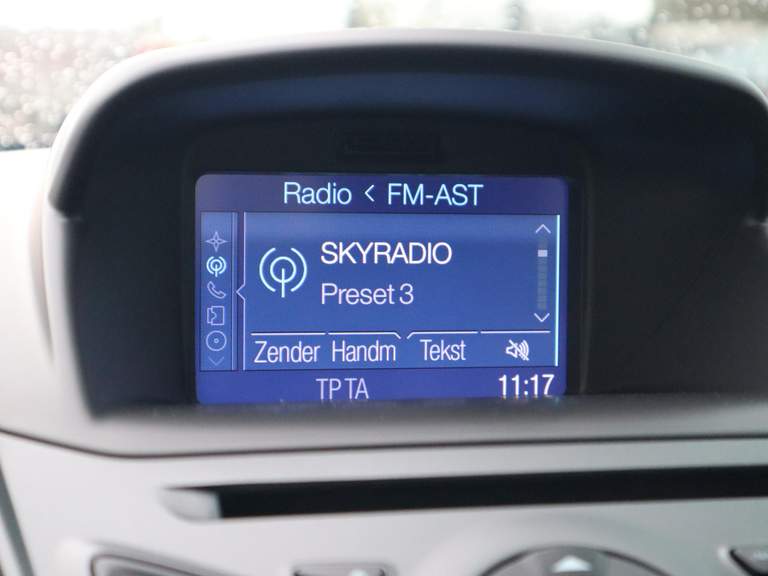 Radio < FM-AST
SKYRADIO
Preset 3
Zender Handm Tekst
TP TA 11:17